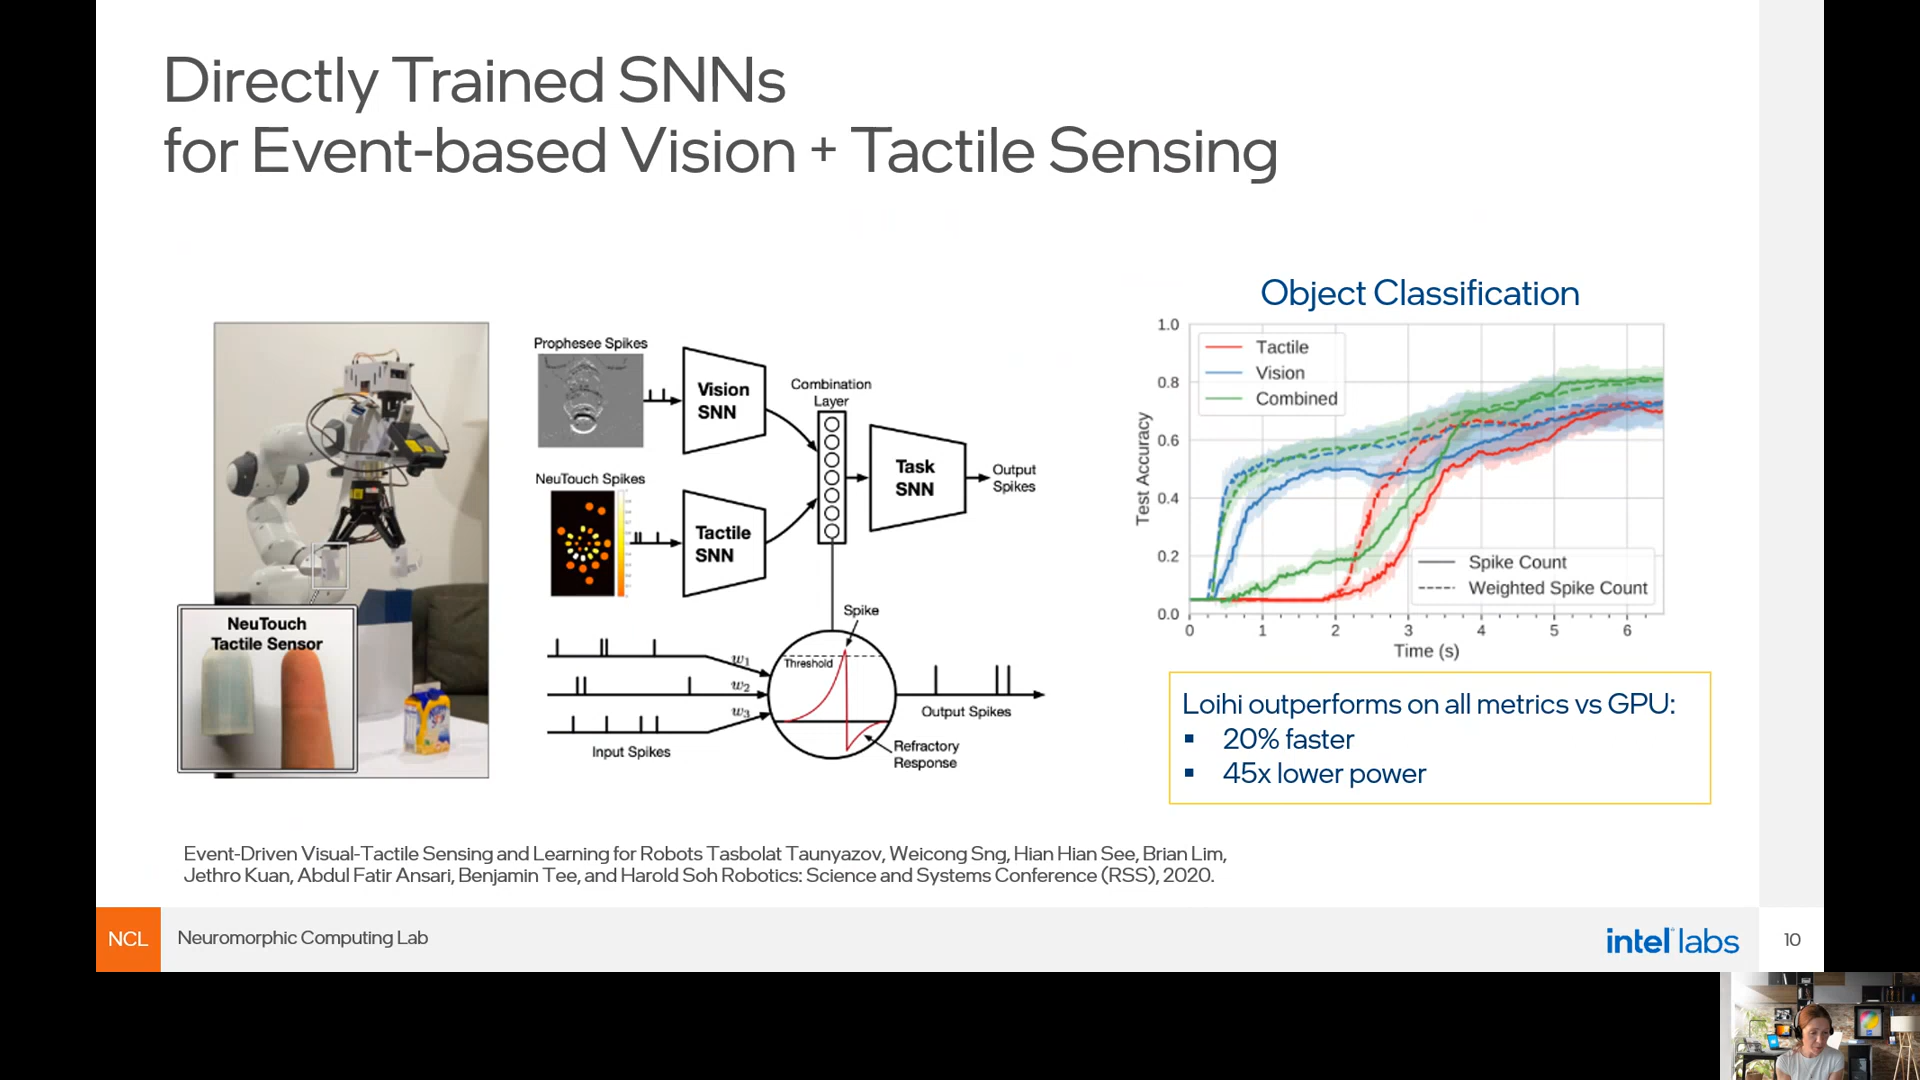 Directly Trained SNNs
for Event-based Vision + Tactile Sensing
NeuTouch
Tactile Sensor
Prophesee Spikes
Vision
SNN
Combination
Layer
Task
SNN
Output
Spikes
NeuTouch Spikes
Tactile
SNN
Spike
Threshold
w1
w2
w3
Input Spikes
Output Spikes
Refractory
Response
Object Classification
1.0
0.8
0.6
0.4
0.2
0.0
Test Accuracy
Tactile
Vision
Combined
Spike Count
Weighted Spike Count
0 1 2 3 4 5 6
Time (s)
Loihi outperforms on all metrics vs GPU:
▪ 20% faster
▪ 45x lower power
Event-Driven Visual-Tactile Sensing and Learning for Robots Tasbolat Taunyazov, Weicong Sng, Hian Hian See, Brian Lim,
Jethro Kuan, Abdul Fatir Ansari, Benjamin Tee, and Harold Soh Robotics: Science and Systems Conference (RSS), 2020.
NCL
Neuromorphic Computing Lab
intel labs
10